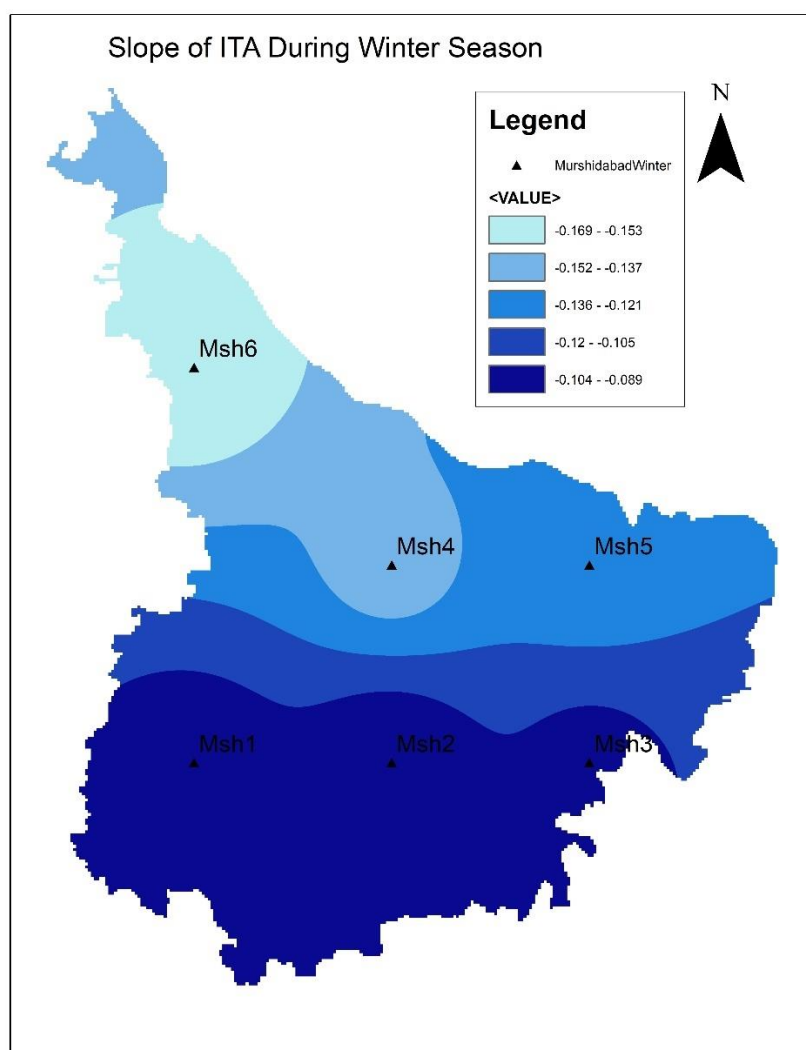 Slope of ITA During Winter Season
N
Legend
MurshidabadWinter
<VALUE>
-0.169 - -0.153
-0.152 - -0.137
-0.136 - -0.121
-0.12 - -0.105
-0.104 - -0.089
Msh6
Msh4
Msh5
Msh1
Msh2
Msh3